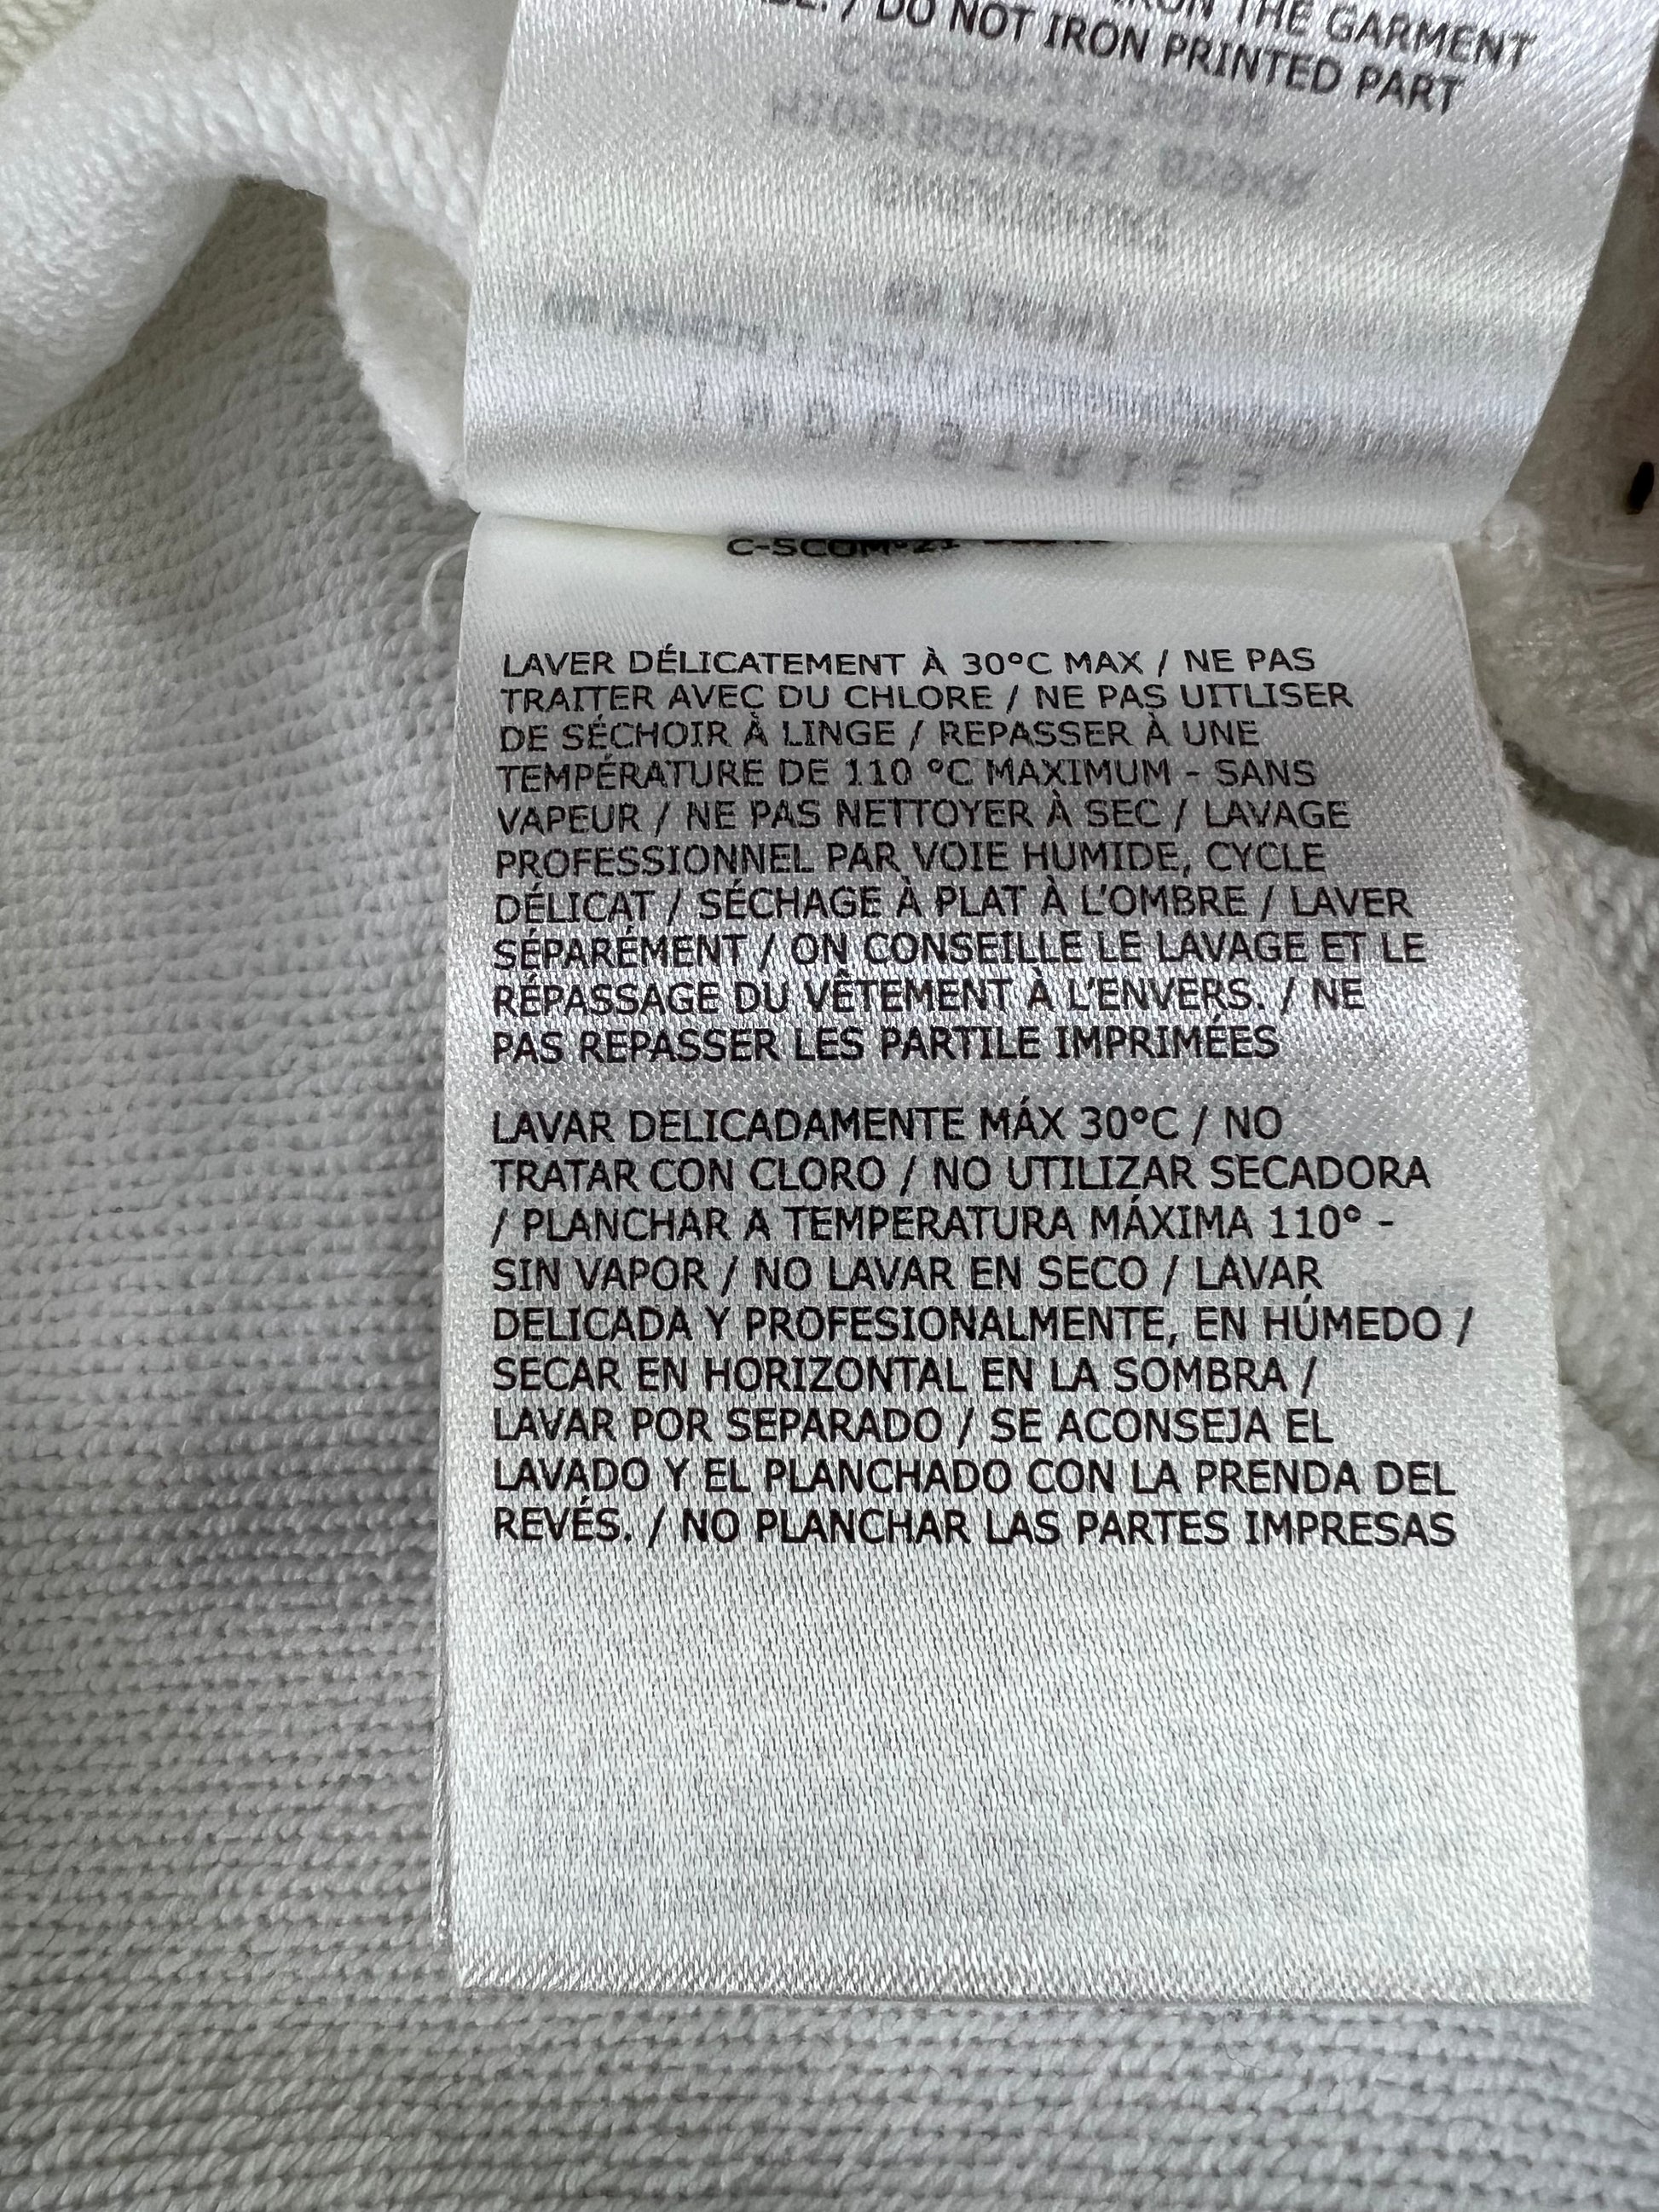 THE GARMENT
/ DO NOT IRON PRINTED PART
INDUSTRIES
C-SCOM-21
LAVER DÉLICATEMENT À 30°C MAX / NE PAS
TRAITER AVEC DU CHLORE / NE PAS UITLISER
DE SÉCHOIR À LINGE / REPASSER À UNE
TEMPÉRATURE DE 110 °C MAXIMUM - SANS
VAPEUR / NE PAS NETTOYER À SEC / LAVAGE
PROFESSIONNEL PAR VOIE HUMIDE, CYCLE
DÉLICAT / SÉCHAGE À PLAT À L'OMBRE / LAVER
SÉPARÉMENT / ON CONSEILLE LE LAVAGE ET LE
RÉPASSAGE DU VÊTEMENT À L'ENVERS. / NE
PAS REPASSER LES PARTILE IMPRIMÉES
LAVAR DELICADAMENTE MÁX 30°C / NO
TRATAR CON CLORO / NO UTILIZAR SECADORA
/ PLANCHAR A TEMPERATURA MÁXIMA 110° -
SIN VAPOR / NO LAVAR EN SECO / LAVAR
DELICADA Y PROFESIONALMENTE, EN HÚMEDO /
SECAR EN HORIZONTAL EN LA SOMBRA /
LAVAR POR SEPARADO / SE ACONSEJA EL
LAVADO Y EL PLANCHADO CON LA PRENDA DEL
REVÉS. / NO PLANCHAR LAS PARTES IMPRESAS